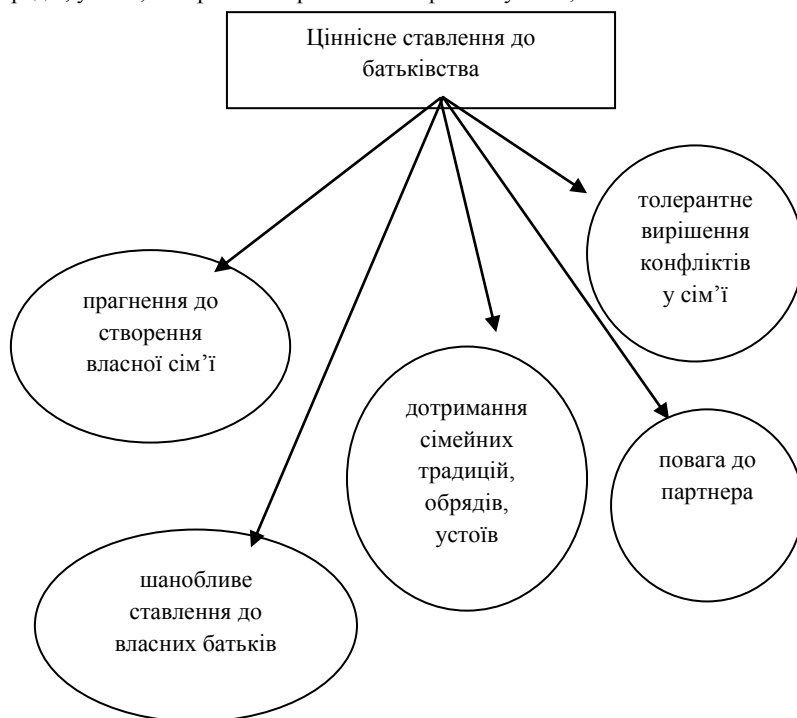 Ціннісне ставлення до
батьківства
толерантне
вирішення
конфліктів
у сім’ї
прагнення до
створення
власної сім’ї
дотримання
сімейних
традицій,
обрядів,
устоїв
повага до
партнера
шанобливе
ставлення до
власних батьків